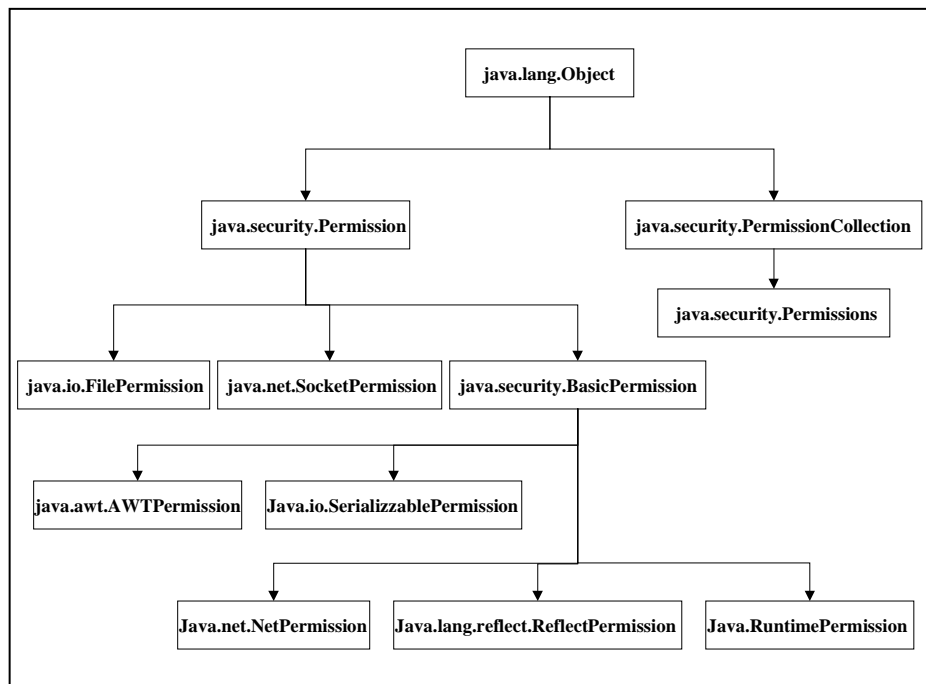 java.lang.Object
java.security.Permission
java.security.PermissionCollection
java.security.Permissions
java.io.FilePermission
java.net.SocketPermission
java.security.BasicPermission
java.awt.AWTPermission
Java.io.SerializzablePermission
Java.net.NetPermission
Java.lang.reflect.ReflectPermission
Java.RuntimePermission